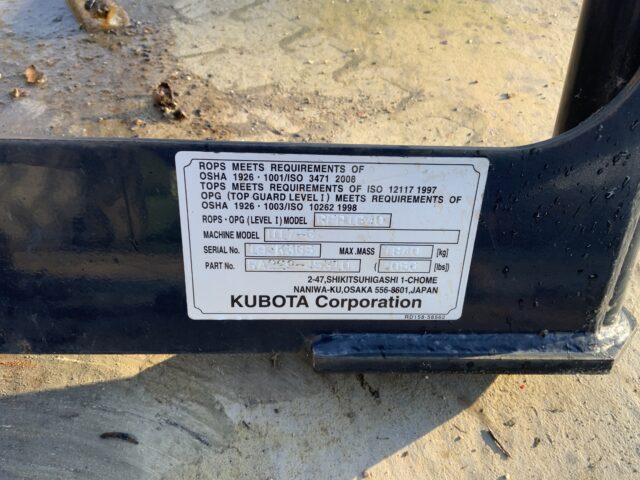 ROPS MEETS REQUIREMENTS OF
OSHA 1926・1001/ISO 3471 2008
TOPS MEETS REQUIREMENTS OF ISO 12117 1997
OPG (TOP GUARD LEVEL I) MEETS REQUIREMENTS OF
OSHA 1926・1003/ISO 10262 1998
ROPS・OPG (LEVEL I) MODEL
MACHINE MODEL
SERIAL No. MAX.MASS [kg]
PART No. ( ) [lbs]
2-47,SHIKITSUHIGASHI 1-CHOME
NANIWA-KU,OSAKA 556-8601,JAPAN
KUBOTA Corporation
RD158-58562